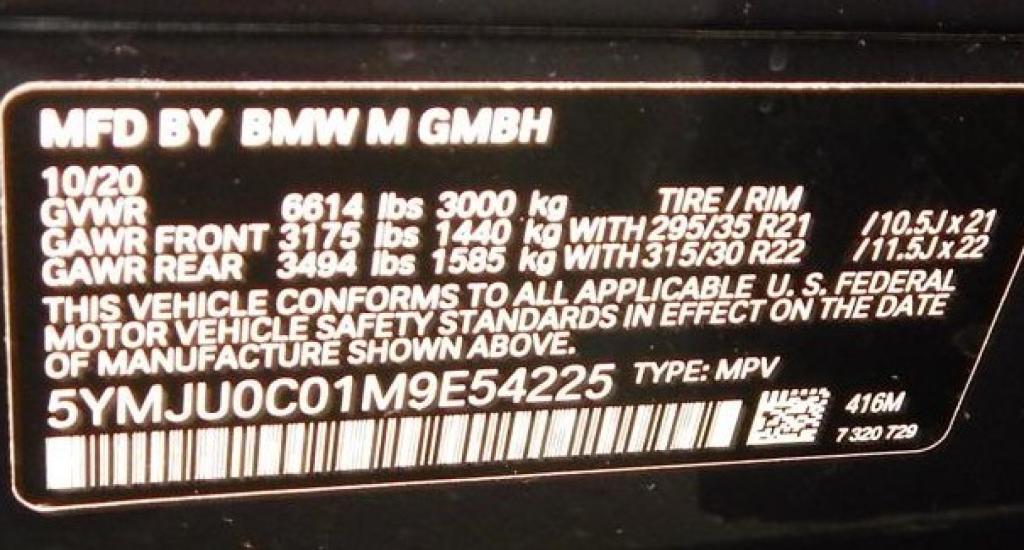 MFD BY BMW M GMBH
10/20
GVWR 6614 lbs 3000 kg TIRE / RIM
GAWR FRONT 3175 lbs 1440 kg WITH 295/35 R21 /10.5J x 21
GAWR REAR 3494 lbs 1585 kg WITH 315/30 R22 /11.5J x 22
THIS VEHICLE CONFORMS TO ALL APPLICABLE U. S. FEDERAL
MOTOR VEHICLE SAFETY STANDARDS IN EFFECT ON THE DATE
OF MANUFACTURE SHOWN ABOVE.
5YMJU0C01M9E54225 TYPE: MPV
416M
7 320 729